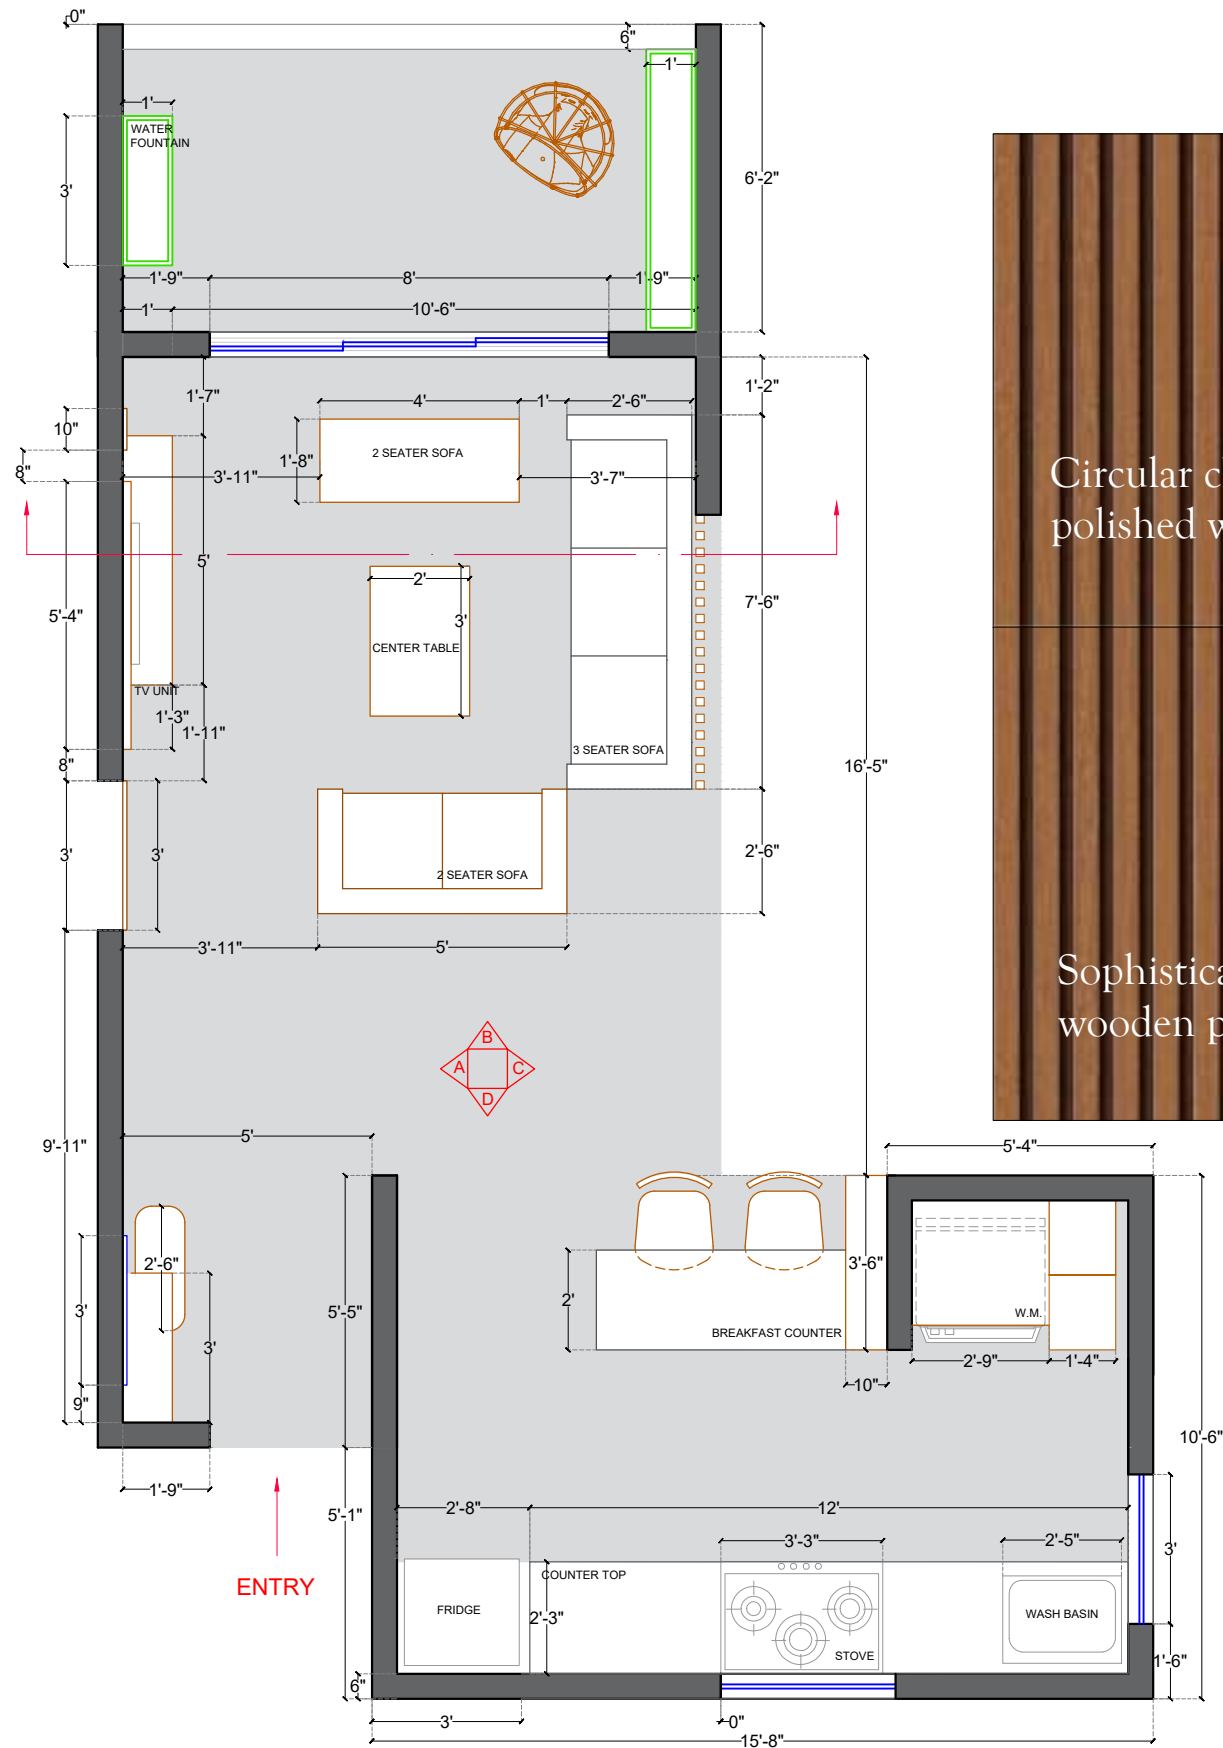 0"
6"
1'
1'
WATER
FOUNTAIN
3'
6'-2"
1'-9"
8'
1'-9"
1'
10'-6"
1'-7"
1'-2"
4'
1'
2'-6"
10"
1'-8"
2 SEATER SOFA
8"
3'-11"
3'-7"
Circular c
polished w
5'
2'
7'-6"
5'-4"
3'
CENTER TABLE
TV UNIT
1'-3"
1'-11"
3 SEATER SOFA
8"
16'-5"
3'
3'
2'-6"
2 SEATER SOFA
3'-11"
5'
Sophistica
wooden p
B
A
C
D
5'
9'-11"
5'-4"
2'-6"
3'-6"
2'
3'
5'-5"
W.M.
BREAKFAST COUNTER
3'
2'-9"
1'-4"
10"
9"
10'-6"
1'-9"
5'-1"
2'-8"
12'
3'-3"
2'-5"
3'
ENTRY
COUNTER TOP
FRIDGE
2'-3"
WASH BASIN
STOVE
1'-6"
6"
3'
0"
15'-8"